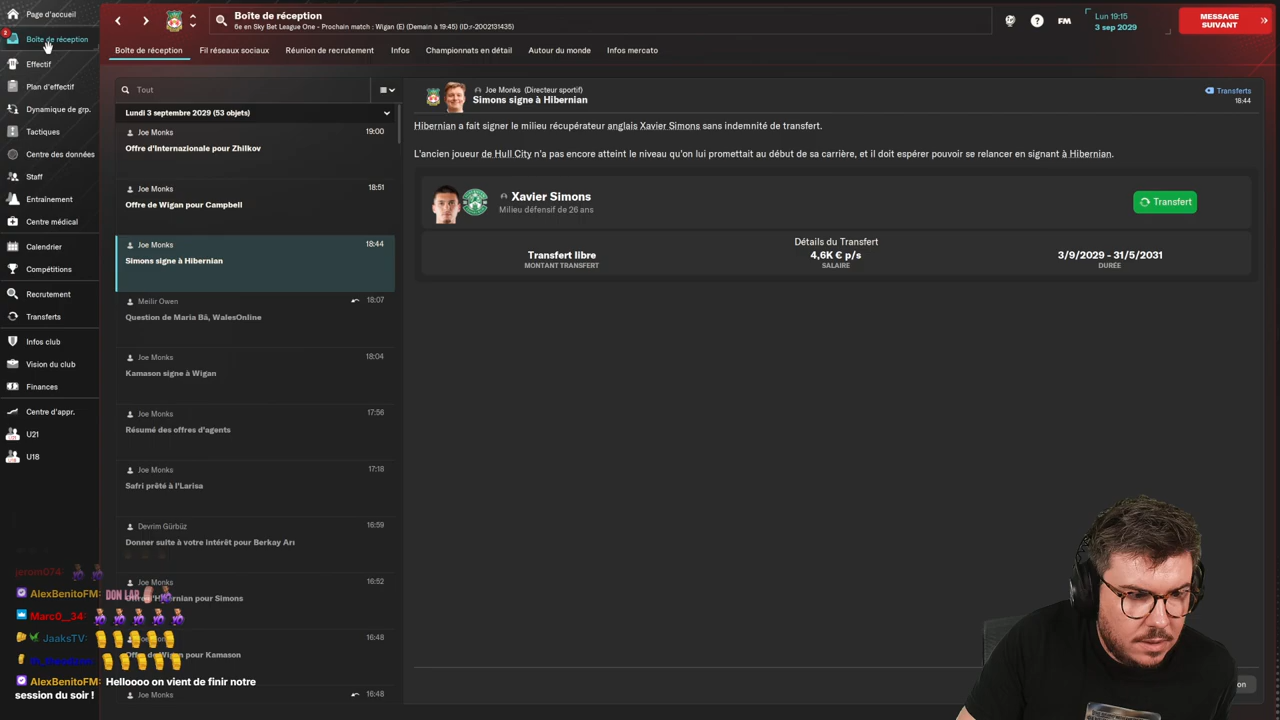 Page d'accueil
2
Boîte de réception
Effectif
Plan d'effectif
Dynamique de grp.
Tactiques
Centre des données
Staff
Entraînement
Centre médical
Calendrier
Compétitions
Recrutement
Transferts
Infos club
Vision du club
Finances
Centre d'appr.
U21
U18
Boîte de réception
6e en Sky Bet League One - Prochain match : Wigan (E) (Demain à 19:45) (ID:r-2002131435)
FM
Lun 19:15
3 sep 2029
MESSAGE SUIVANT
Boîte de réception
Fil réseaux sociaux
Réunion de recrutement
Infos
Championnats en détail
Autour du monde
Infos mercato
Tout
Lundi 3 septembre 2029 (53 objets)
Joe Monks 19:00
Offre d'Internazionale pour Zhilkov
Joe Monks 18:51
Offre de Wigan pour Campbell
Joe Monks 18:44
Simons signe à Hibernian
Meilir Owen 18:07
Question de Maria Bâ, WalesOnline
Joe Monks 18:04
Kamason signe à Wigan
Joe Monks 17:56
Résumé des offres d'agents
Joe Monks 17:18
Safri prêté à l'Larisa
Devrim Gürbüz 16:59
Donner suite à votre intérêt pour Berkay Arı
Joe Monks 16:52
Hibernian pour Simons
16:48
pour Kamason
Joe Monks 16:48
Joe Monks (Directeur sportif)
Simons signe à Hibernian
Transferts
18:44
Hibernian a fait signer le milieu récupérateur anglais Xavier Simons sans indemnité de transfert.
L'ancien joueur de Hull City n'a pas encore atteint le niveau qu'on lui promettait au début de sa carrière, et il doit espérer pouvoir se relancer en signant à Hibernian.
Xavier Simons
Milieu défensif de 26 ans
Transfert
Détails du Transfert
Transfert libre
MONTANT TRANSFERT
4,6K € p/s
SALAIRE
3/9/2029 - 31/5/2031
DURÉE
jerom074:
AlexBenitoFM: DON LAR
Marc0__34:
JaaksTV:
AlexBenitoFM: Helloooo on vient de finir notre
session du soir !